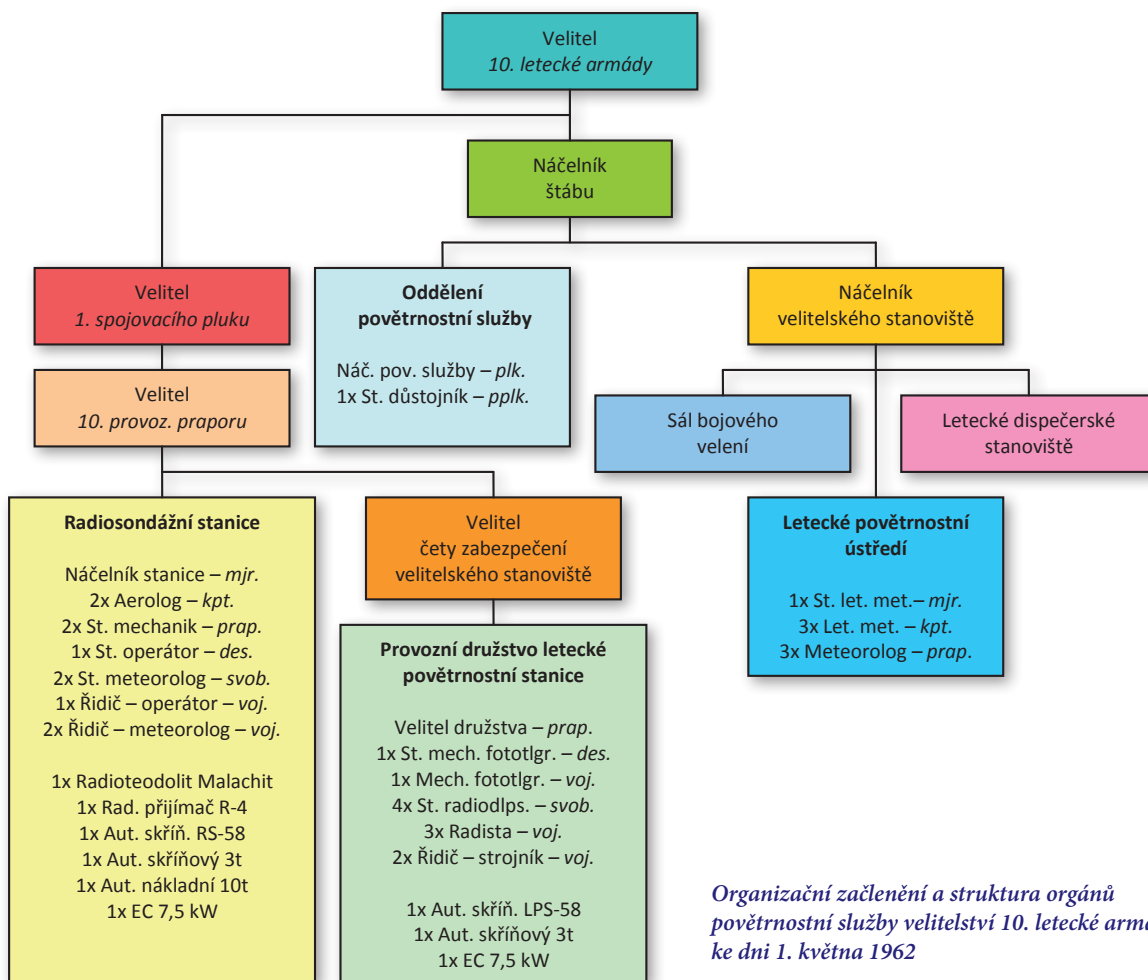 Velitel
10. letecké armády
Náčelník
štábu
Velitel
1. spojovacího pluku
Oddělení
povětrnostní služby
Náč. pov. služby – plk.
1x St. důstojník – pplk.
Náčelník
velitelského stanoviště
Velitel
10. provoz. praporu
Sál bojového
velení
Letecké dispečerské
stanoviště
Radiosondážní stanice
Náčelník stanice – mjr.
2x Aerolog – kpt.
2x St. mechanik – prap.
1x St. operátor – des.
2x St. meteorolog – svob.
1x Řidič – operátor – voj.
2x Řidič – meteorolog – voj.
1x Radioteodolit Malachit
1x Rad. přijímač R-4
1x Aut. skříň. RS-58
1x Aut. skříňový 3t
1x Aut. nákladní 10t
1x EC 7,5 kW
Velitel
čety zabezpečení
velitelského stanoviště
Provozní družstvo letecké
povětrnostní stanice
Velitel družstva – prap.
1x St. mech. fototlgr. – des.
1x Mech. fototlgr. – voj.
4x St. radiodlps. – svob.
3x Radista – voj.
2x Řidič – strojník – voj.
1x Aut. skříň. LPS-58
1x Aut. skříňový 3t
1x EC 7,5 kW
Letecké povětrnostní
ústředí
1x St. let. met.– mjr.
3x Let. met. – kpt.
3x Meteorolog – prap.
Organizační začlenění a struktura orgánů
povětrnostní služby velitelství 10. letecké
ke dni 1. května 1962